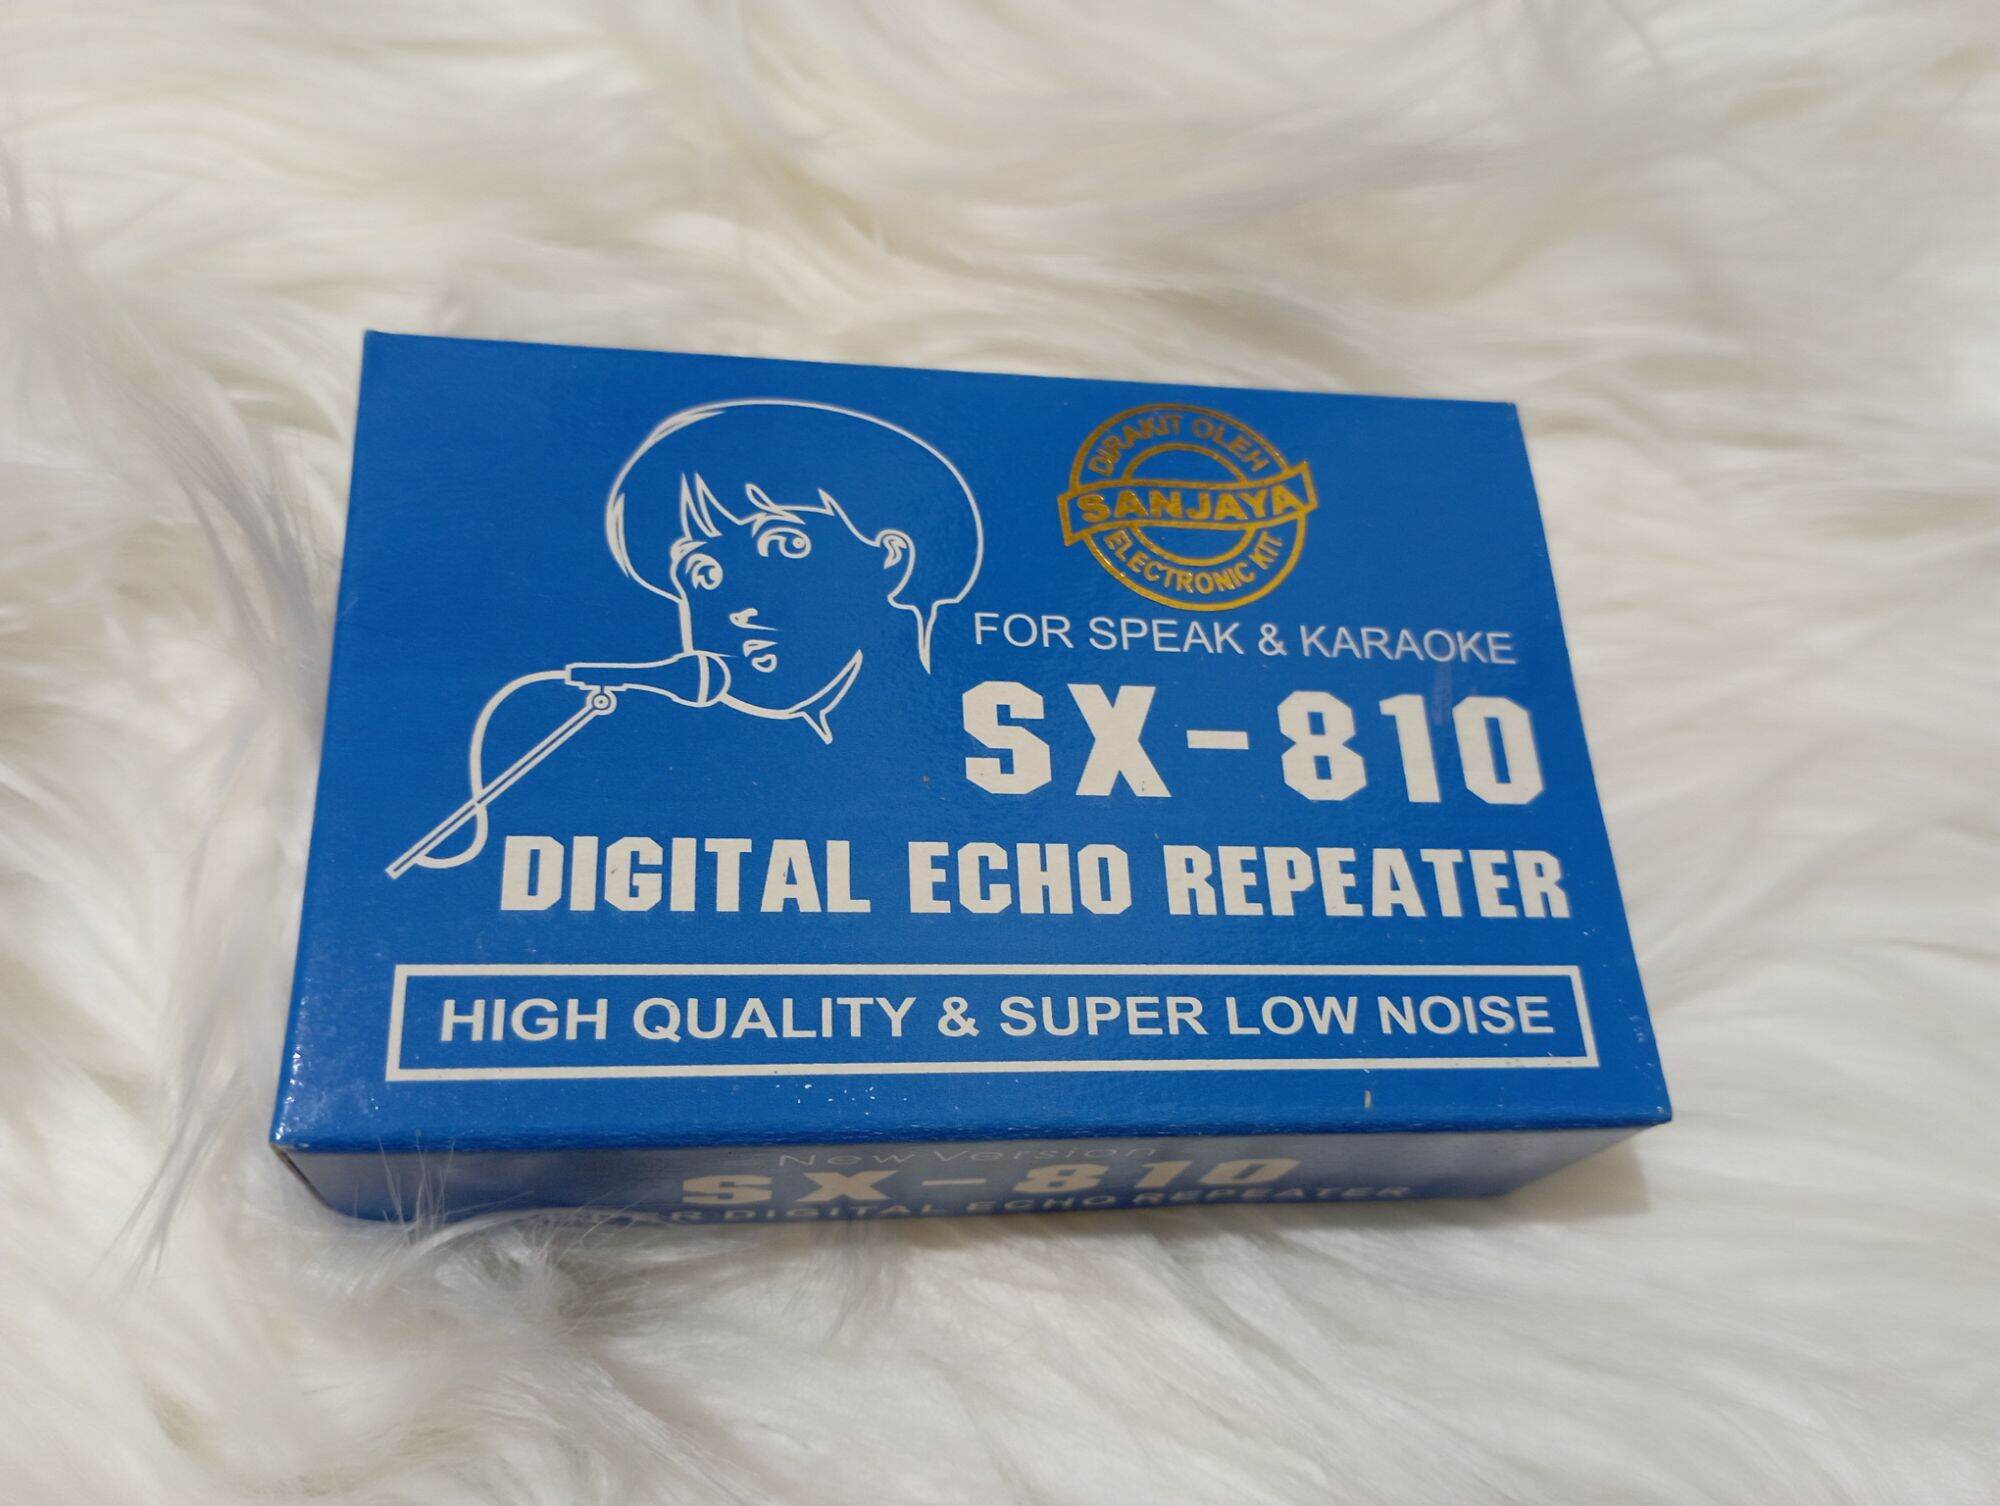 DIRAKIT OLEH
SANJAYA
ELECTRONIC KIT
FOR SPEAK & KARAOKE
SX-810
DIGITAL ECHO REPEATER
HIGH QUALITY & SUPER LOW NOISE
New Version
SX-810
DIGITAL ECHO REPEATER